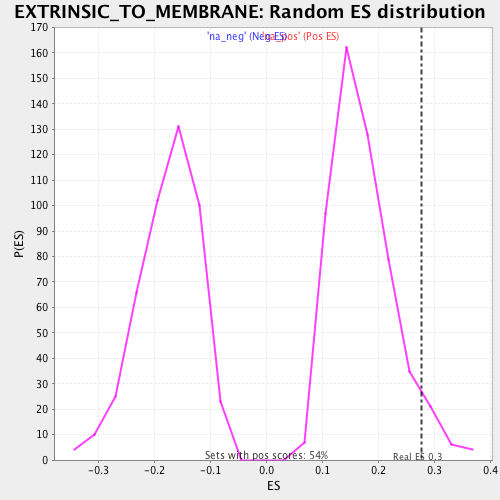 EXTRINSIC_TO_MEMBRANE: Random ES distribution
'na_neg' (Neg ES) 'na_pos' (Pos ES)
170
160
150
140
130
120
110
100
90
80
70
60
50
40
30
20
10
0
P(ES)
Sets with pos scores: 54%
Real ES 0,3
-0.3 -0.2 -0.1 0.0 0.1 0.2 0.3 0.4
ES